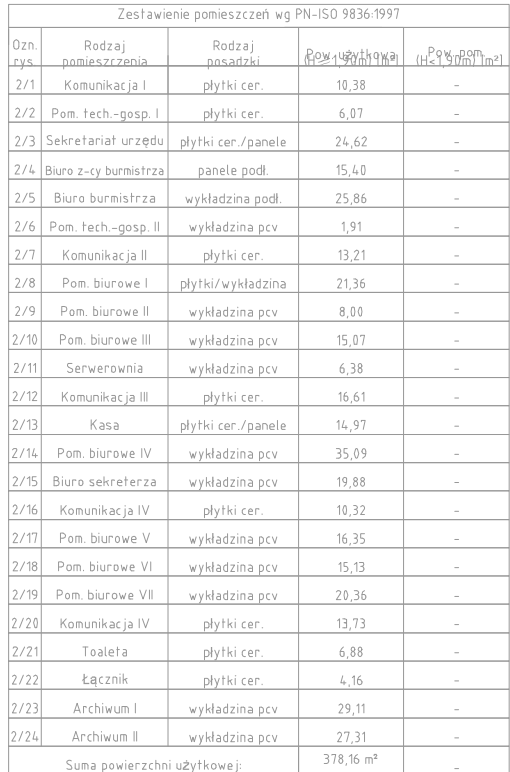 Zestawienie pomieszczeń wg PN-ISO 9836:1997
Ozn. rys. Rodzaj pomieszczenia Rodzaj posadzki Pow. użytkowa (H ≥ 1,90m) [m²] Pow. pom. (H<1,90m) [m²]
2/1 Komunikacja I płytki cer. 10,38 -
2/2 Pom. tech.-gosp. I płytki cer. 6,07 -
2/3 Sekretariat urzędu płytki cer./panele 24,62 -
2/4 Biuro z-cy burmistrza panele podł. 15,40 -
2/5 Biuro burmistrza wykładzina podł. 25,86 -
2/6 Pom. tech.-gosp. II wykładzina pcv 1,91 -
2/7 Komunikacja II płytki cer. 13,21 -
2/8 Pom. biurowe I płytki/wykładzina 21,36 -
2/9 Pom. biurowe II wykładzina pcv 8,00 -
2/10 Pom. biurowe III wykładzina pcv 15,07 -
2/11 Serwerownia wykładzina pcv 6,38 -
2/12 Komunikacja III płytki cer. 16,61 -
2/13 Kasa płytki cer./panele 14,97 -
2/14 Pom. biurowe IV wykładzina pcv 35,09 -
2/15 Biuro sekreterza wykładzina pcv 19,88 -
2/16 Komunikacja IV płytki cer. 10,32 -
2/17 Pom. biurowe V wykładzina pcv 16,35 -
2/18 Pom. biurowe VI wykładzina pcv 15,13 -
2/19 Pom. biurowe VII wykładzina pcv 20,36 -
2/20 Komunikacja IV płytki cer. 13,73 -
2/21 Toaleta płytki cer. 6,88 -
2/22 Łącznik płytki cer. 4,16 -
2/23 Archiwum I wykładzina pcv 29,11 -
2/24 Archiwum II wykładzina pcv 27,31 -
Suma powierzchni użytkowej: 378,16 m² -